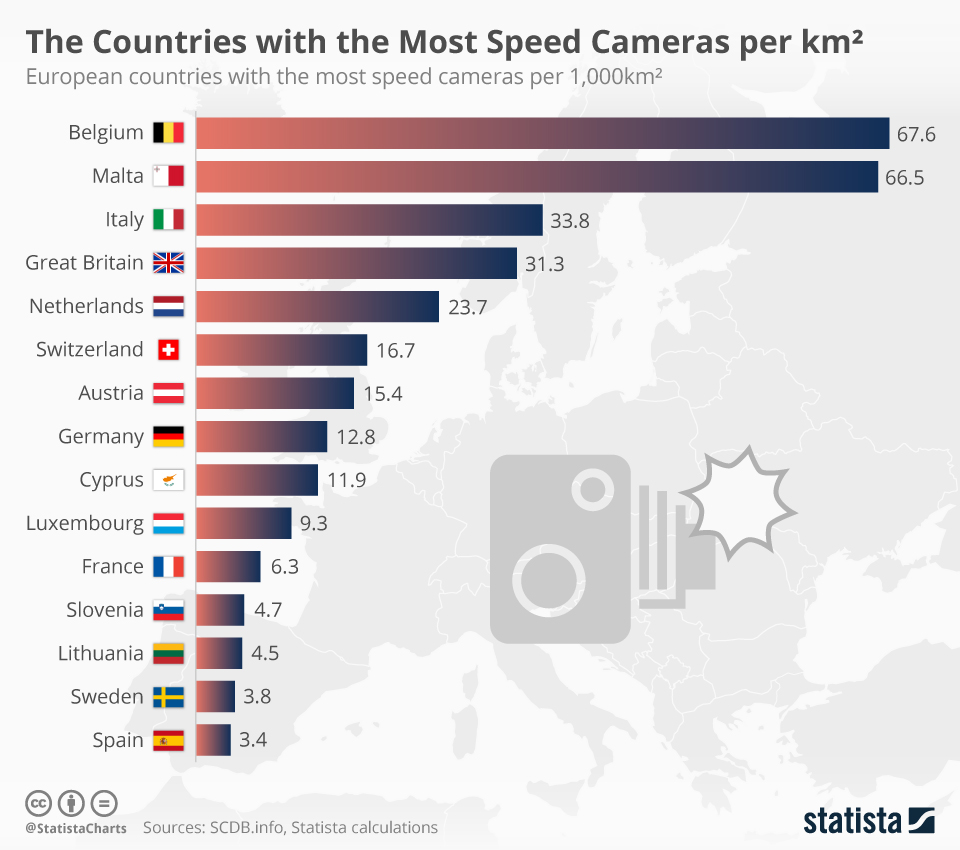 The Countries with the Most Speed Cameras per km²
European countries with the most speed cameras per 1,000km²
Belgium 67.6
Malta 66.5
Italy 33.8
Great Britain 31.3
Netherlands 23.7
Switzerland 16.7
Austria 15.4
Germany 12.8
Cyprus 11.9
Luxembourg 9.3
France 6.3
Slovenia 4.7
Lithuania 4.5
Sweden 3.8
Spain 3.4
cc
@StatistaCharts Sources: SCDB.info, Statista calculations
statista